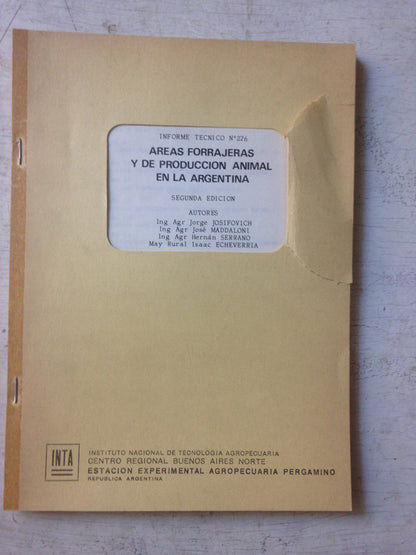 INFORME TECNICO N°226
AREAS FORRAJERAS
Y DE PRODUCCION ANIMAL
EN LA ARGENTINA
SEGUNDA EDICION
AUTORES
Ing Agr Jorge JOSIFOVICH
Ing Agr José MADDALONI
Ing Agr Hernán SERRANO
May Rural Isaac ECHEVERRIA
INTA
INSTITUTO NACIONAL DE TECNOLOGIA AGROPECUARIA
CENTRO REGIONAL BUENOS AIRES NORTE
ESTACION EXPERIMENTAL AGROPECUARIA PERGAMINO
REPUBLICA ARGENTINA